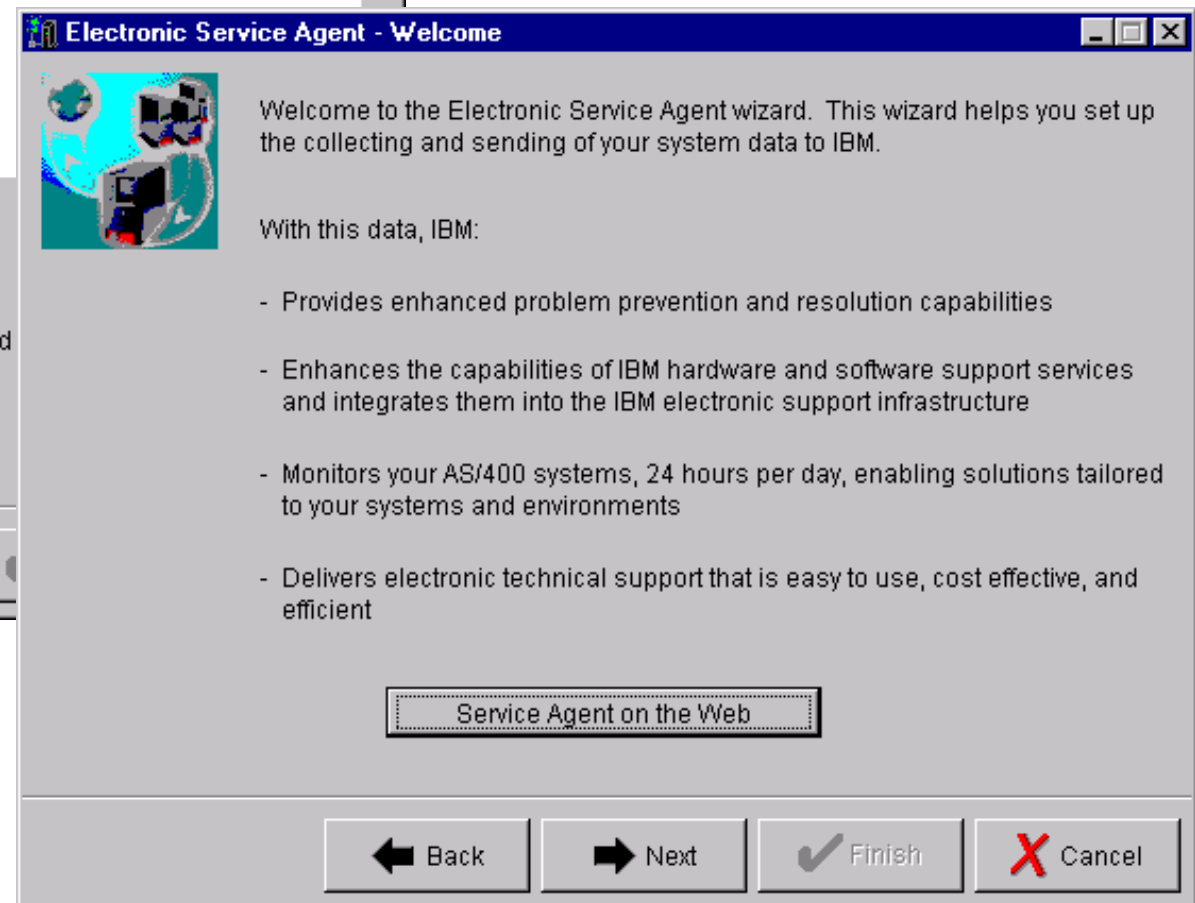 Electronic Service Agent - Welcome
Welcome to the Electronic Service Agent wizard. This wizard helps you set up
the collecting and sending of your system data to IBM.
With this data, IBM:
- Provides enhanced problem prevention and resolution capabilities
- Enhances the capabilities of IBM hardware and software support services
and integrates them into the IBM electronic support infrastructure
d
- Monitors your AS/400 systems, 24 hours per day, enabling solutions tailored
to your systems and environments
- Delivers electronic technical support that is easy to use, cost effective, and
efficient
Service Agent on the Web
Back
Next
Finish
Cancel